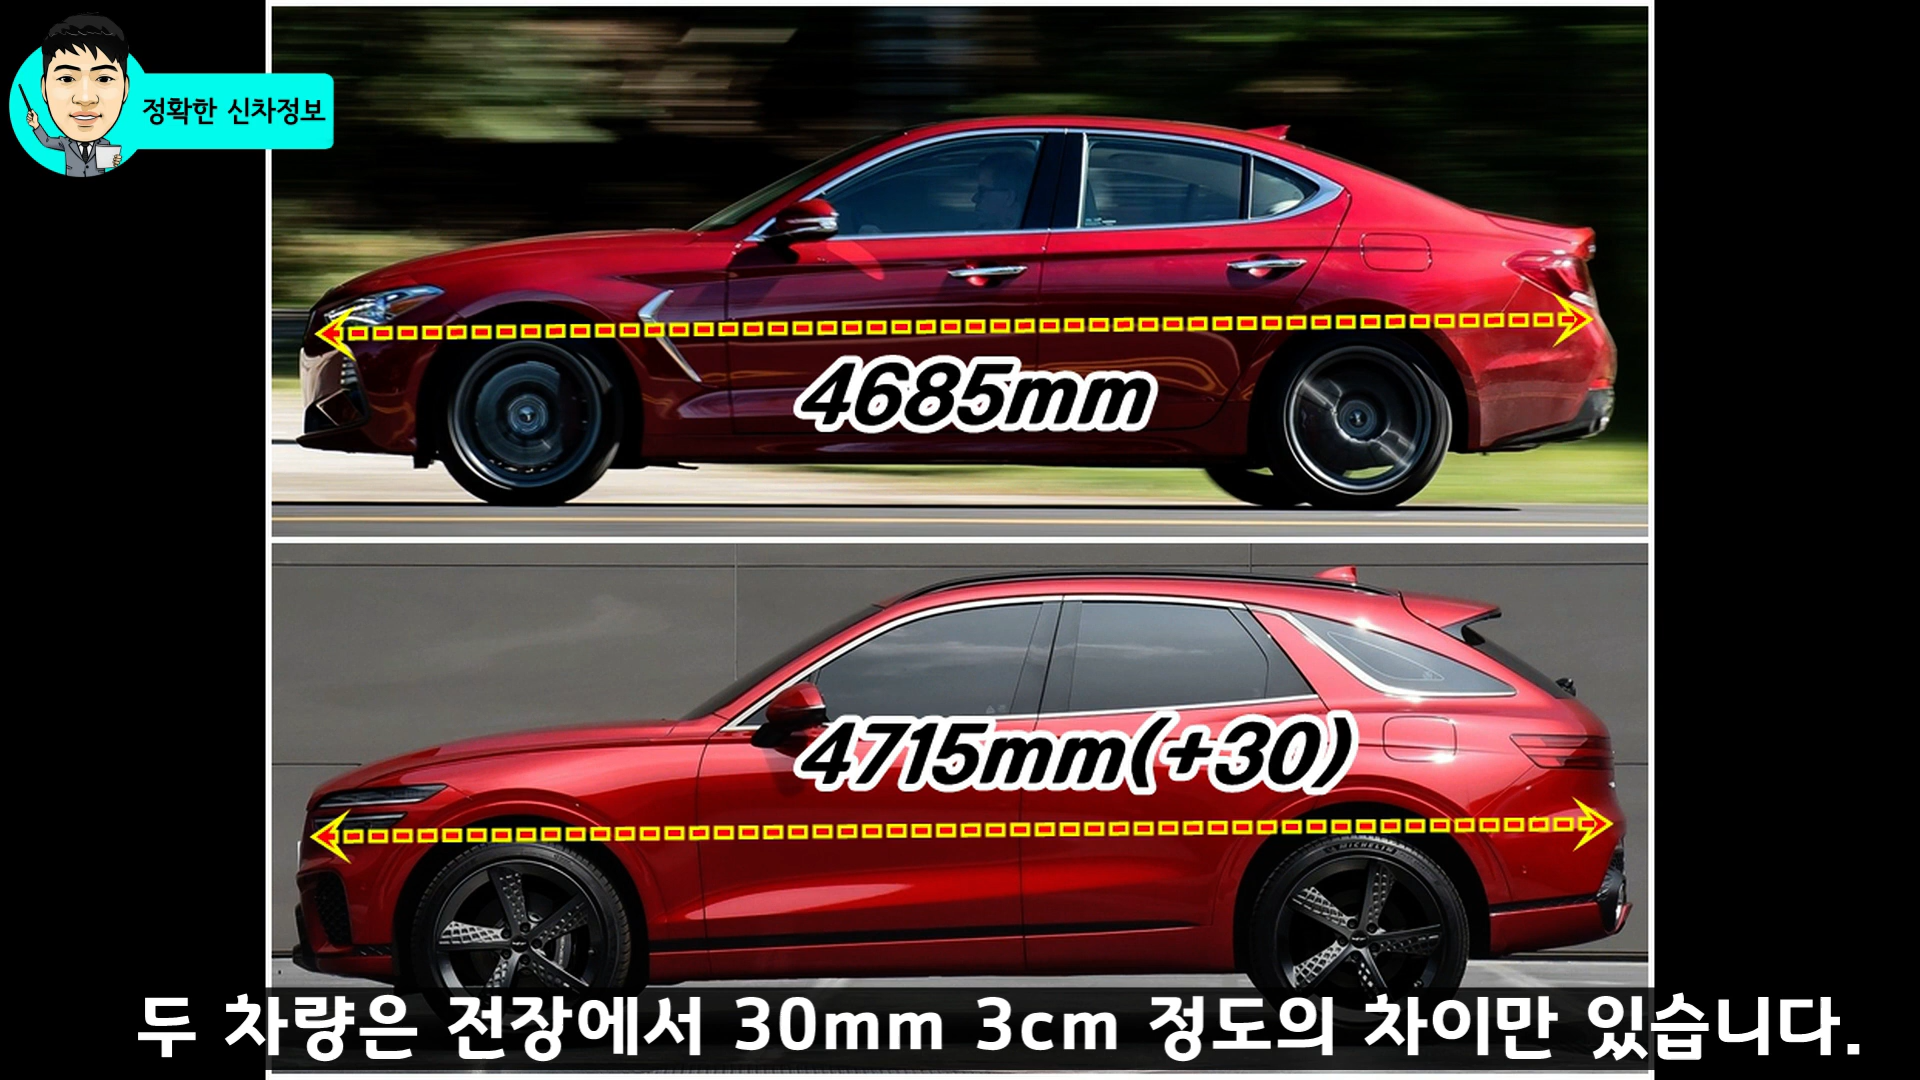 정확한 신차정보
4685mm
4715mm(+30)
MICHELIN
두 차량은 전장에서 30mm 3cm 정도의 차이만 있습니다.